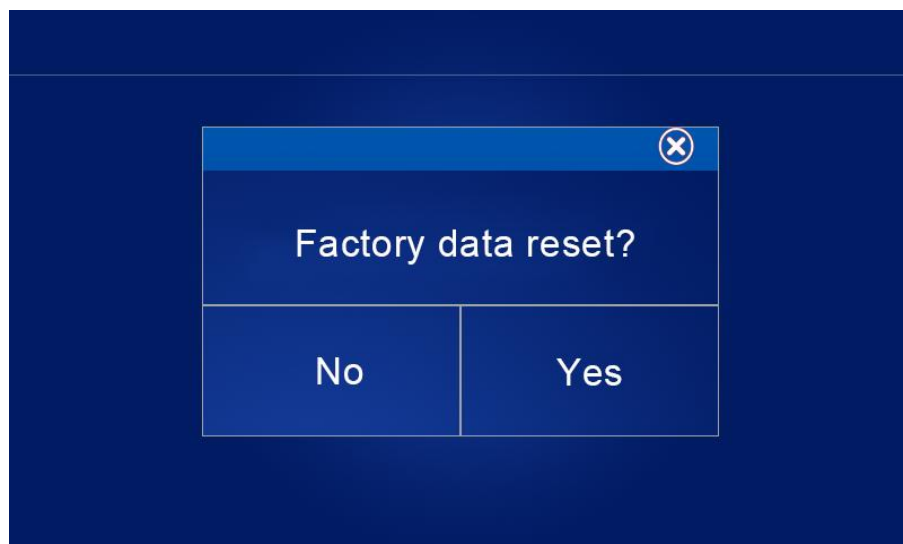 Factory data reset?
No Yes